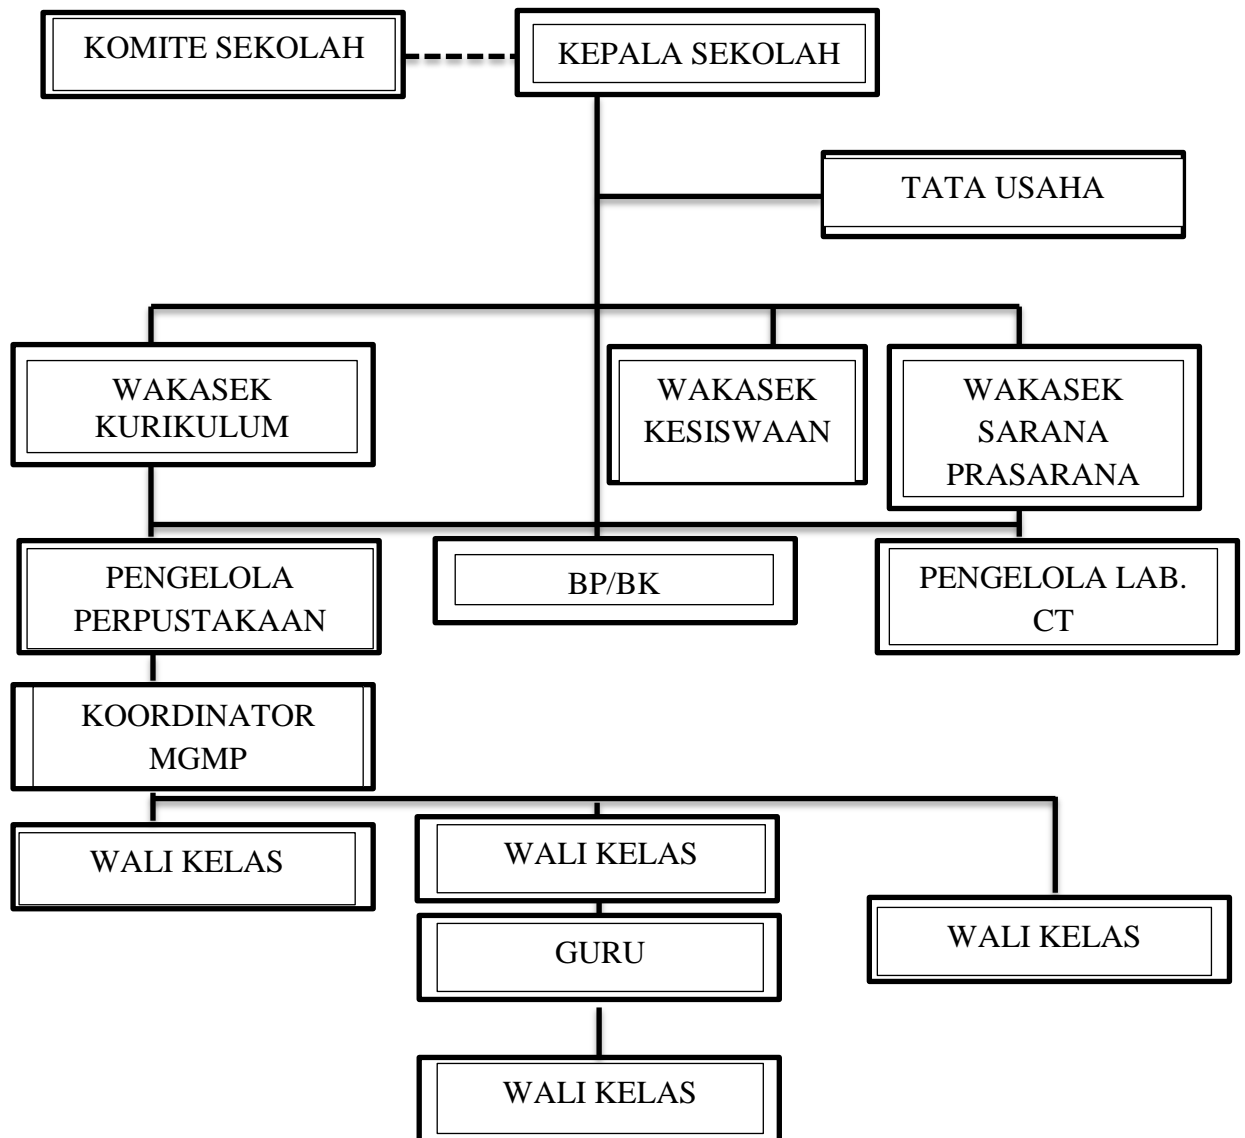 KOMITE SEKOLAH
KEPALA SEKOLAH
TATA USAHA
WAKASEK
KURIKULUM
WAKASEK
KESISWAAN
WAKASEK
SARANA
PRASARANA
PENGELOLA
PERPUSTAKAAN
BP/BK
PENGELOLA LAB.
CT
KOORDINATOR
MGMP
WALI KELAS
WALI KELAS
WALI KELAS
GURU
WALI KELAS